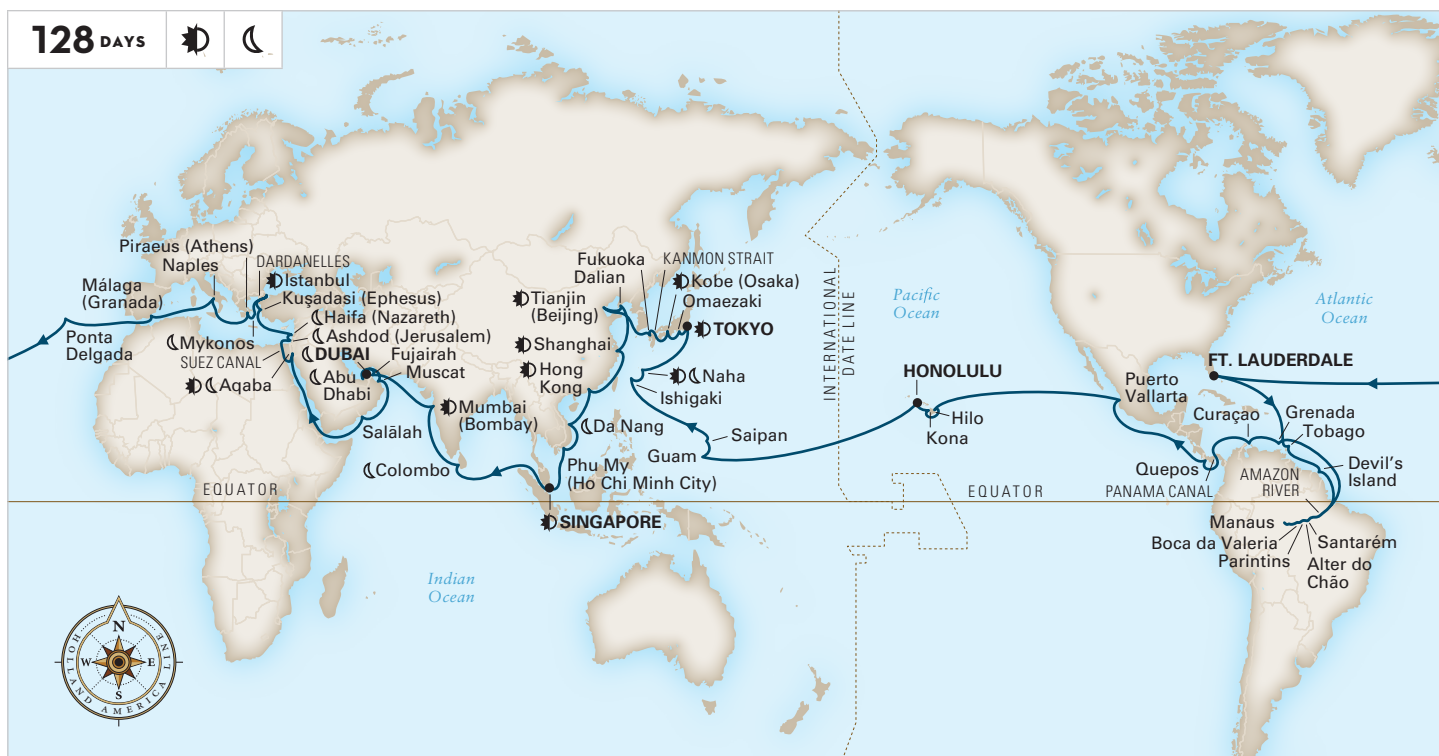 128 DAYS
Piraeus (Athens)
Naples
DARDANELLES
Istanbul
Málaga
(Granada)
Kuşadasi (Ephesus)
Haifa (Nazareth)
Ashdod (Jerusalem)
Ponta
Delgada
Mykonos
SUEZ CANAL
DUBAI
Fujairah
Muscat
Aqaba
Abu
Dhabi
Salālah
Mumbai
(Bombay)
Colombo
EQUATOR
Fukuoka
Dalian
KANMON STRAIT
Kobe (Osaka)
Omaezaki
Tianjin
(Beijing)
TOKYO
Shanghai
Hong
Kong
Naha
Ishigaki
Da Nang
Saipan
Guam
Phu My
(Ho Chi Minh City)
SINGAPORE
Indian
Ocean
INTERNATIONAL
DATE LINE
Pacific
Ocean
HONOLULU
Hilo
Kona
EQUATOR
Atlantic
Ocean
FT. LAUDERDALE
Puerto
Vallarta
Curaçao
Grenada
Tobago
Quepos
PANAMA CANAL
AMAZON
RIVER
Devil's
Island
Manaus
Boca da Valeria
Parintins
Santarém
Alter do
Chão
N
W
E
S
HOLLAND AMERICA LINE